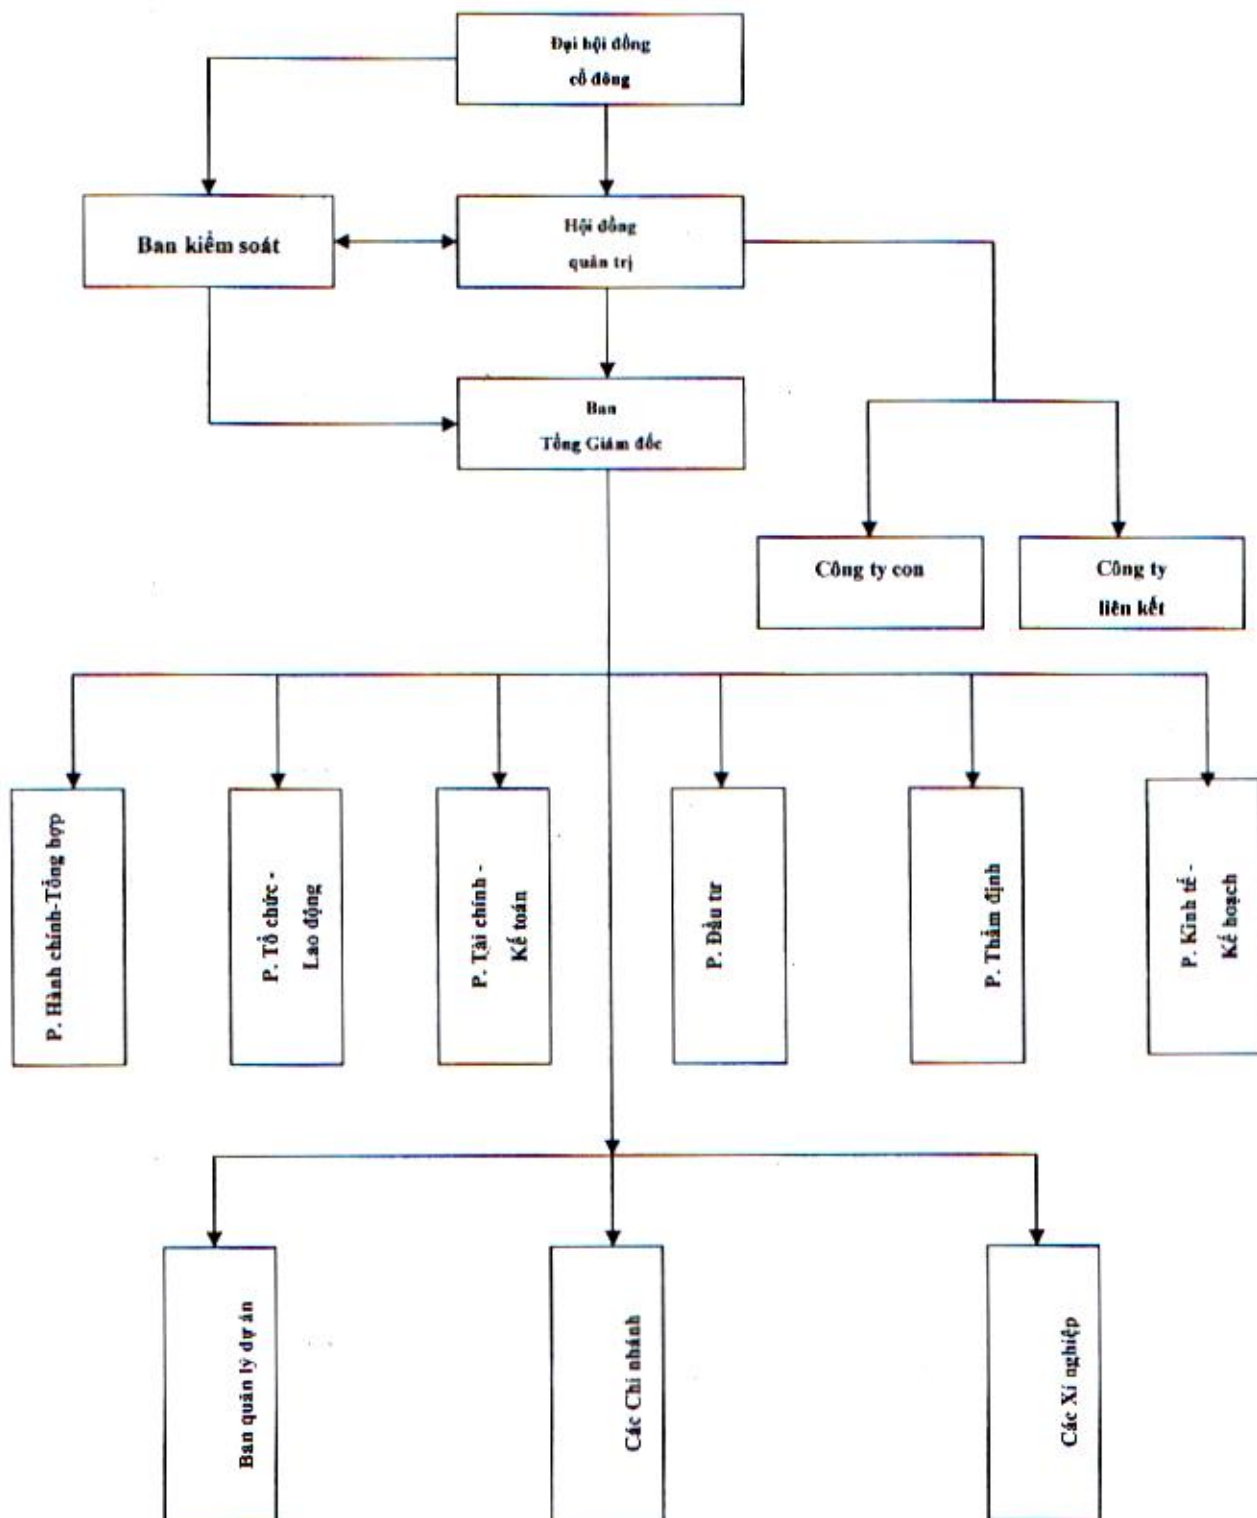 Đại hội đồng
cổ đông
Ban kiểm soát
Hội đồng
quản trị
Ban
Tổng Giám đốc
Công ty con
Công ty
liên kết
P. Hành chính-Tổng hợp
P. Tổ chức -
Lao động
P. Tài chính -
Kế toán
P. Đầu tư
P. Thẩm định
P. Kinh tế -
Kế hoạch
Ban quản lý dự án
Các Chi nhánh
Các Xí nghiệp